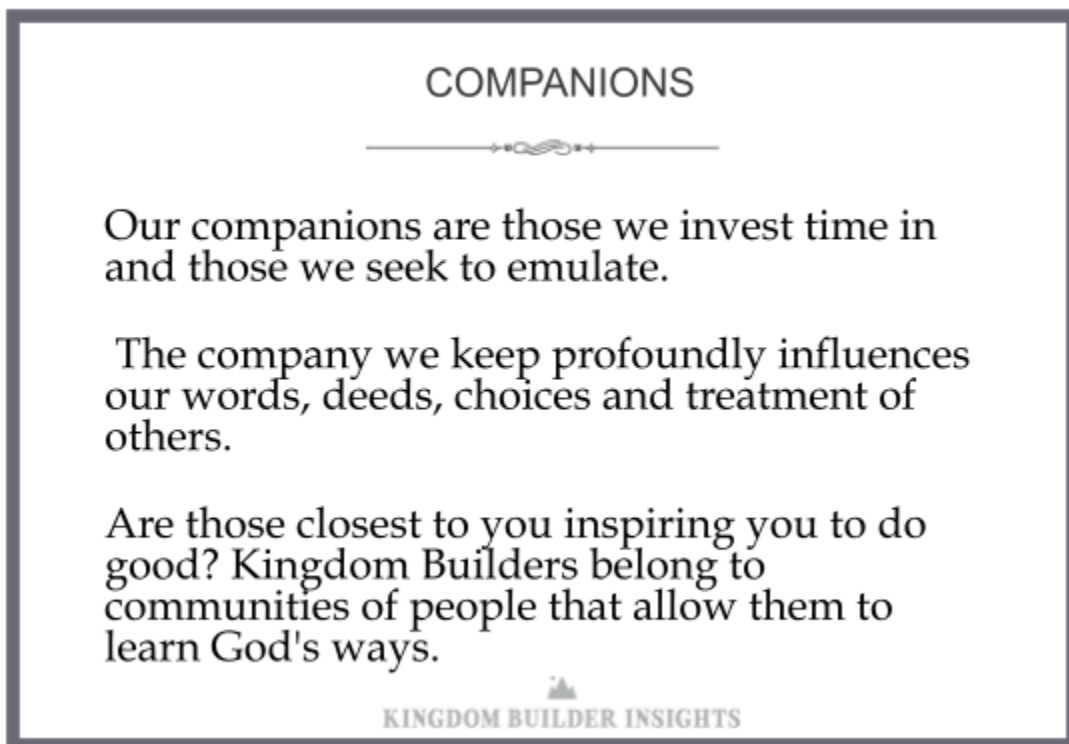 COMPANIONS
Our companions are those we invest time in
and those we seek to emulate.
The company we keep profoundly influences
our words, deeds, choices and treatment of
others.
Are those closest to you inspiring you to do
good? Kingdom Builders belong to
communities of people that allow them to
learn God's ways.
KINGDOM BUILDER INSIGHTS